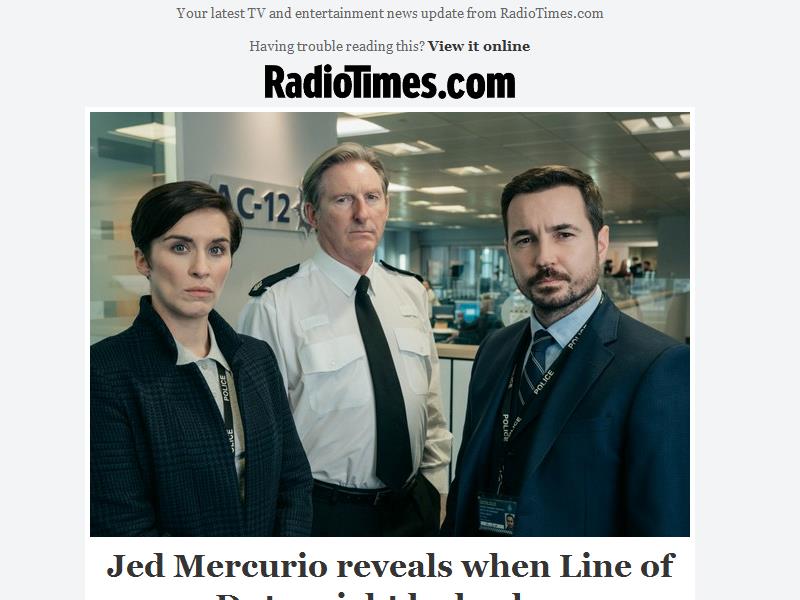 Your latest TV and entertainment news update from RadioTimes.com
Having trouble reading this? View it online
RadioTimes.com
AC-12
POLICE
POLICE
POLICE
POLICE
Jed Mercurio reveals when Line of